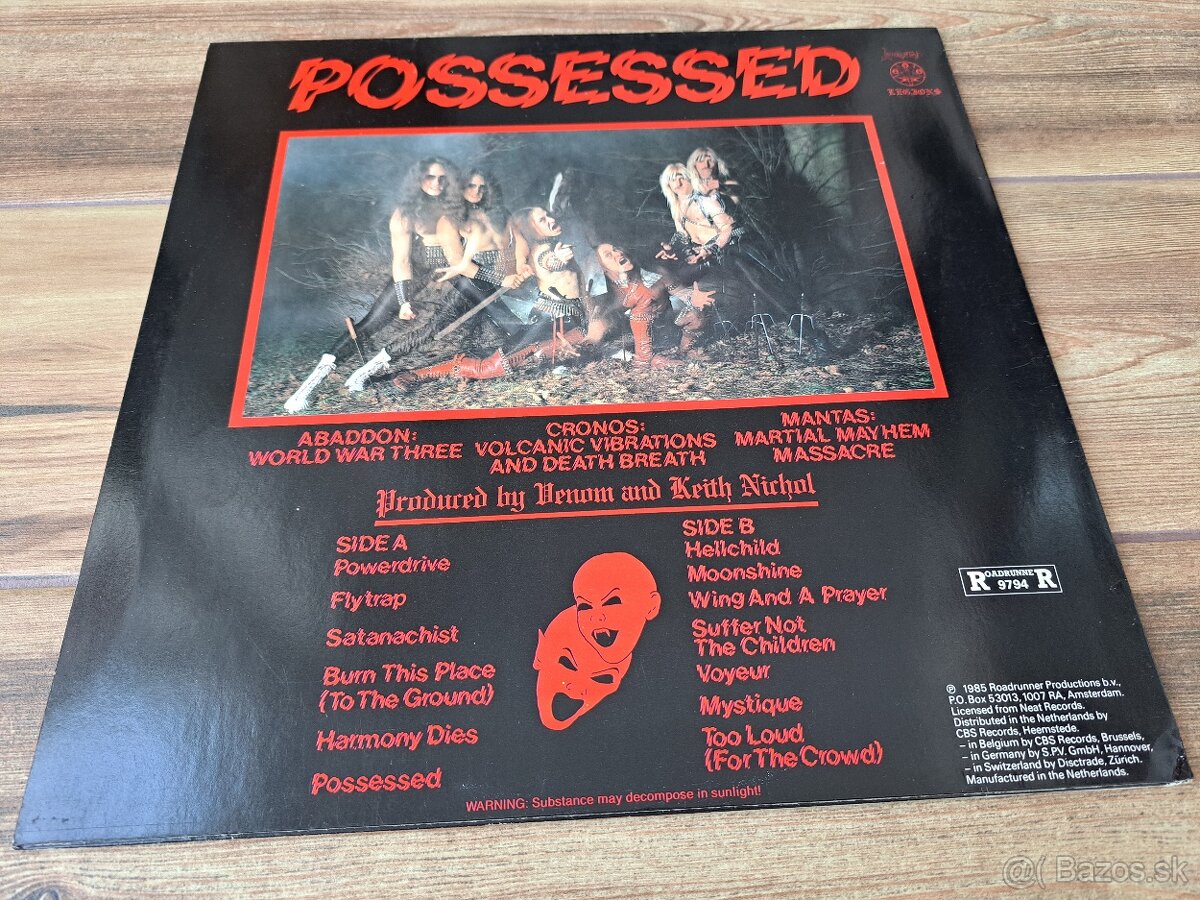 POSSESSED
LEGIONS
ABADDON:
WORLD WAR THREE
CRONOS:
VOLCANIC VIBRATIONS
AND DEATH BREATH
MANTAS:
MARTIAL MAYHEM
MASSACRE
Produced by Venom and Keith Nichol
SIDE A
Powerdrive
Flytrap
Satanachist
Burn This Place
(To The Ground)
Harmony Dies
Possessed
SIDE B
Hellchild
Moonshine
Wing And A Prayer
Suffer Not
The Children
Voyeur
Mystique
Too Loud
(For The Crowd)
WARNING: Substance may decompose in sunlight!
ROADRUNNER
9794
℗ 1985 Roadrunner Productions b.v.,
P.O. Box 53013, 1007 RA, Amsterdam.
Licensed from Neat Records.
Distributed in the Netherlands by
CBS Records, Heemstede.
– in Belgium by CBS Records, Brussels,
– in Germany by S.P.V. GmbH, Hannover,
– in Switzerland by Disctrade, Zürich.
Manufactured in the Netherlands.
@( Bazos.sk